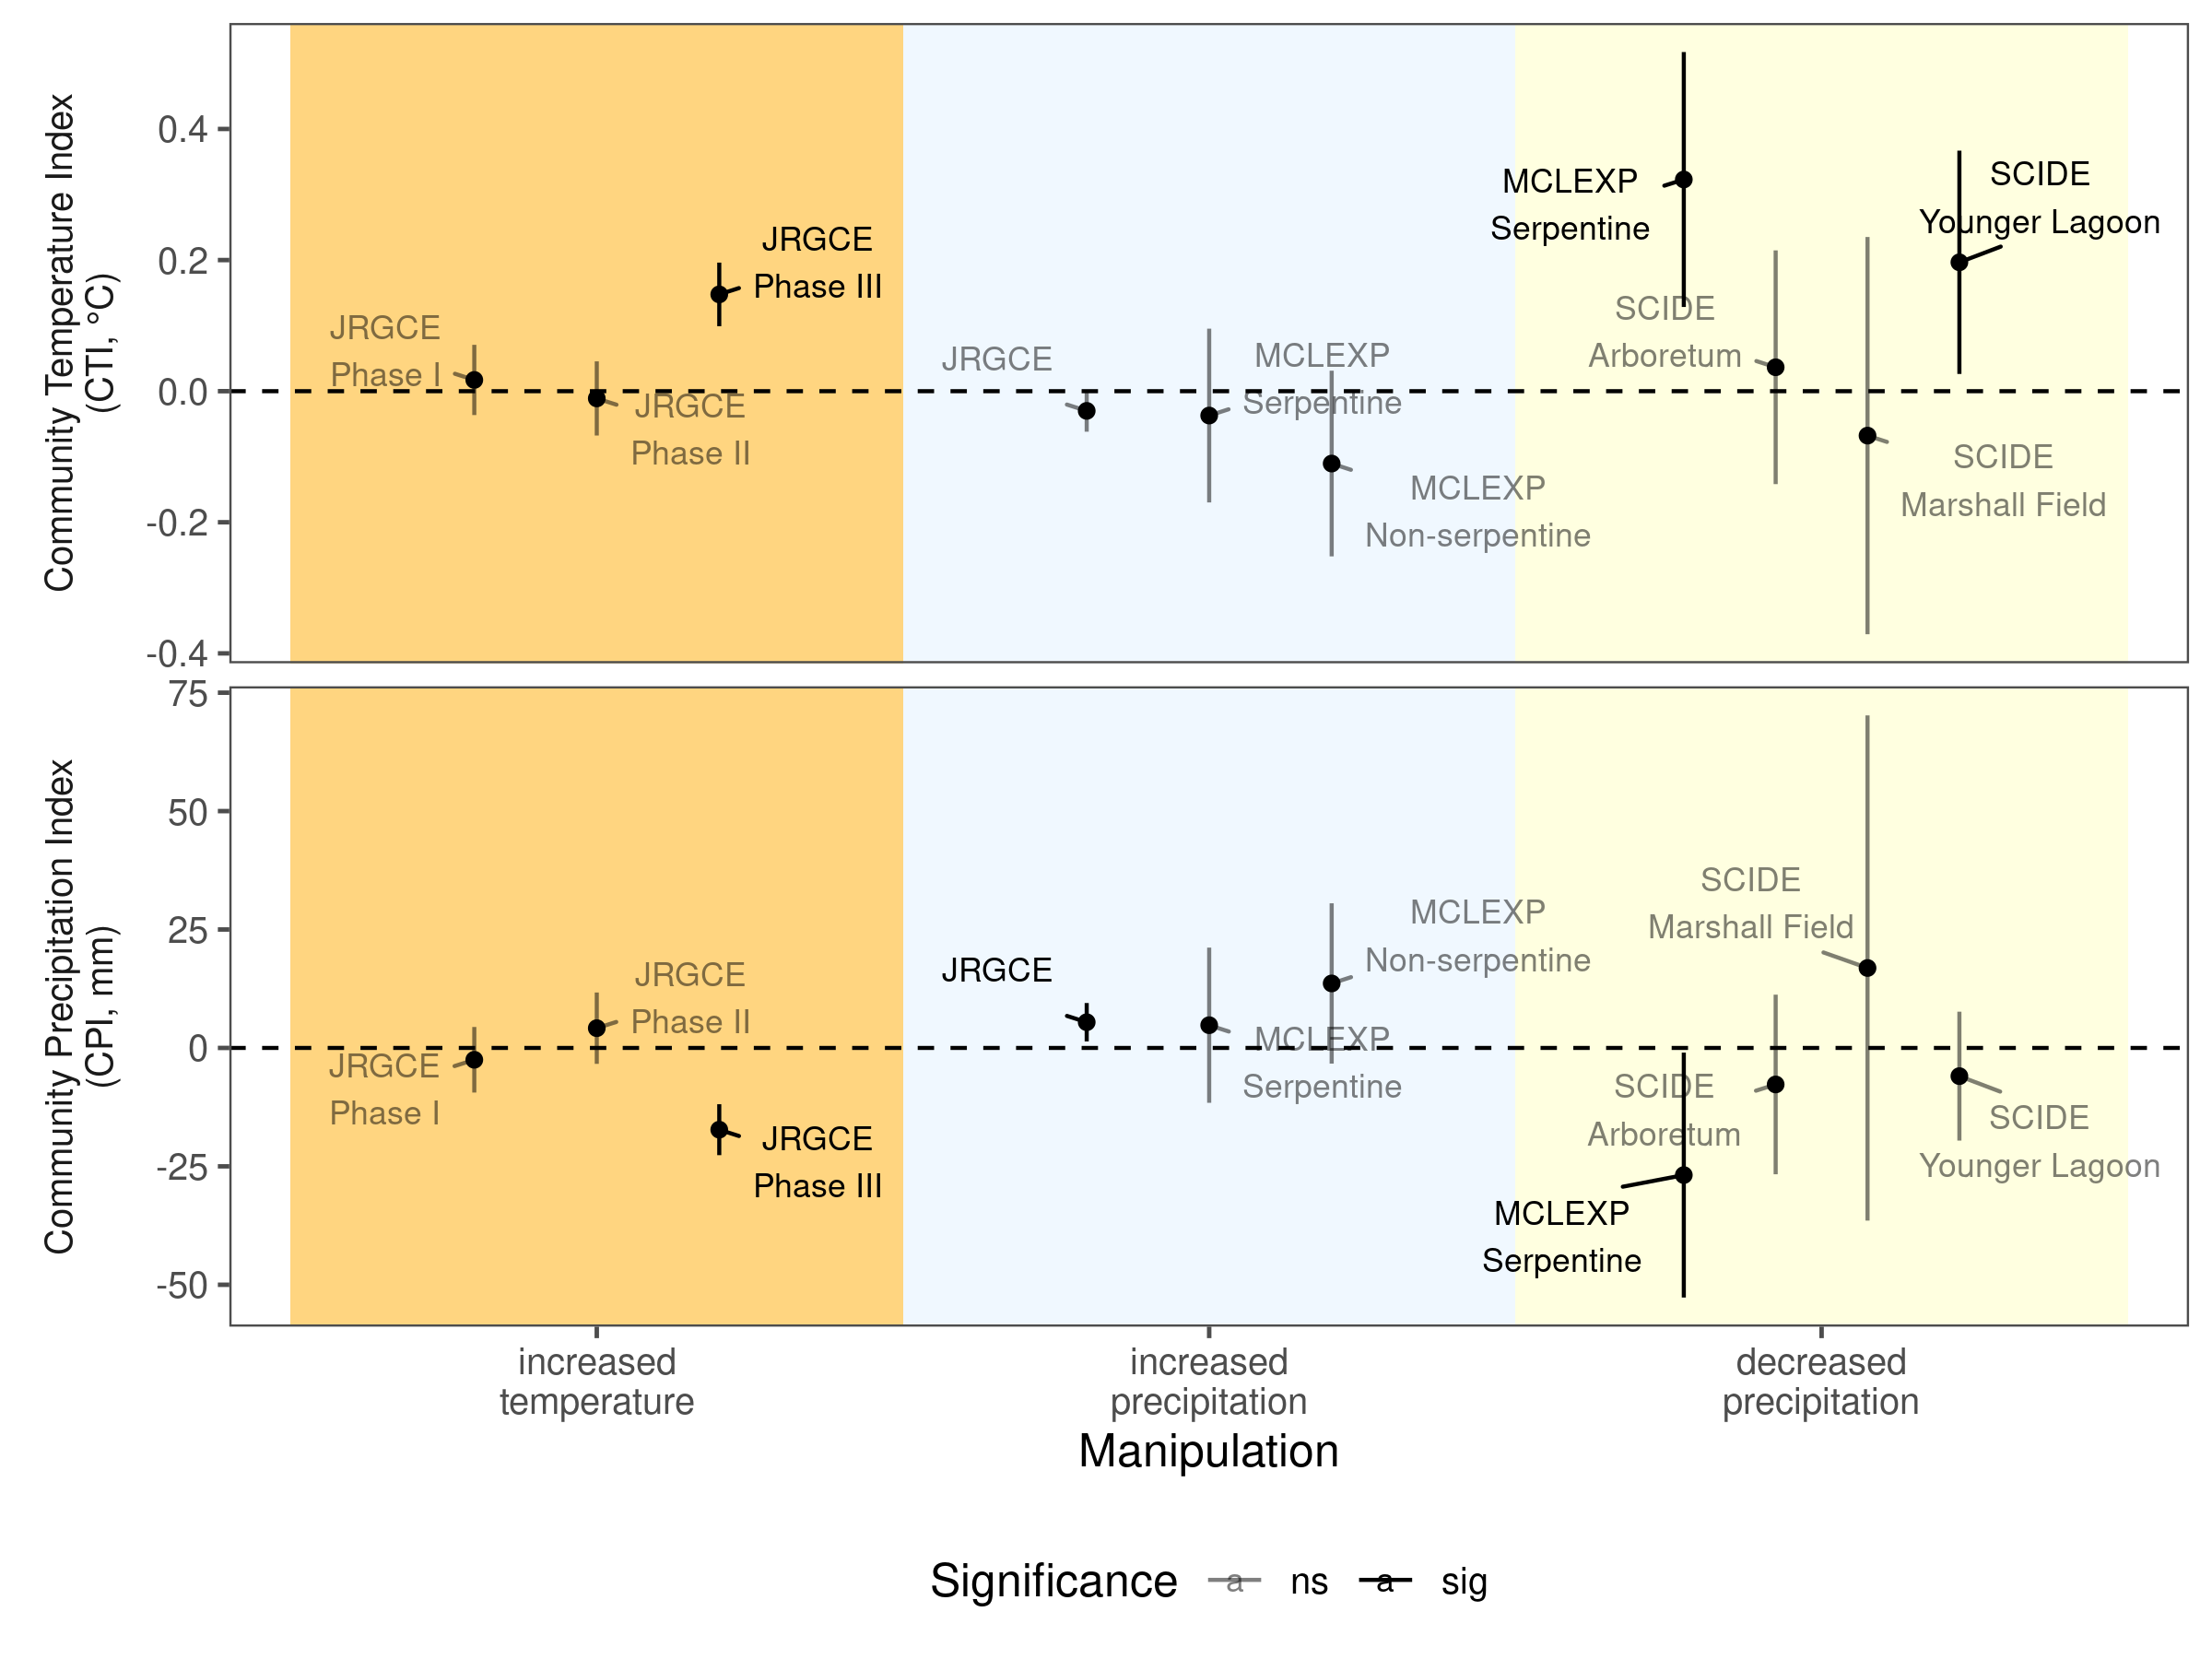 Community Temperature Index
(CTI, °C)
0.4
0.2
0.0
-0.2
-0.4
JRGCE
Phase I
JRGCE
Phase II
JRGCE
Phase III
JRGCE
MCLEXP
Serpentine
MCLEXP
Non-serpentine
MCLEXP
Serpentine
SCIDE
Arboretum
SCIDE
Marshall Field
SCIDE
Younger Lagoon
Community Precipitation Index
(CPI, mm)
75
50
25
0
-25
-50
JRGCE
Phase I
JRGCE
Phase II
JRGCE
Phase III
JRGCE
MCLEXP
Serpentine
MCLEXP
Non-serpentine
MCLEXP
Serpentine
SCIDE
Arboretum
SCIDE
Marshall Field
SCIDE
Younger Lagoon
increased
temperature
increased
precipitation
decreased
precipitation
Manipulation
Significance a ns a sig